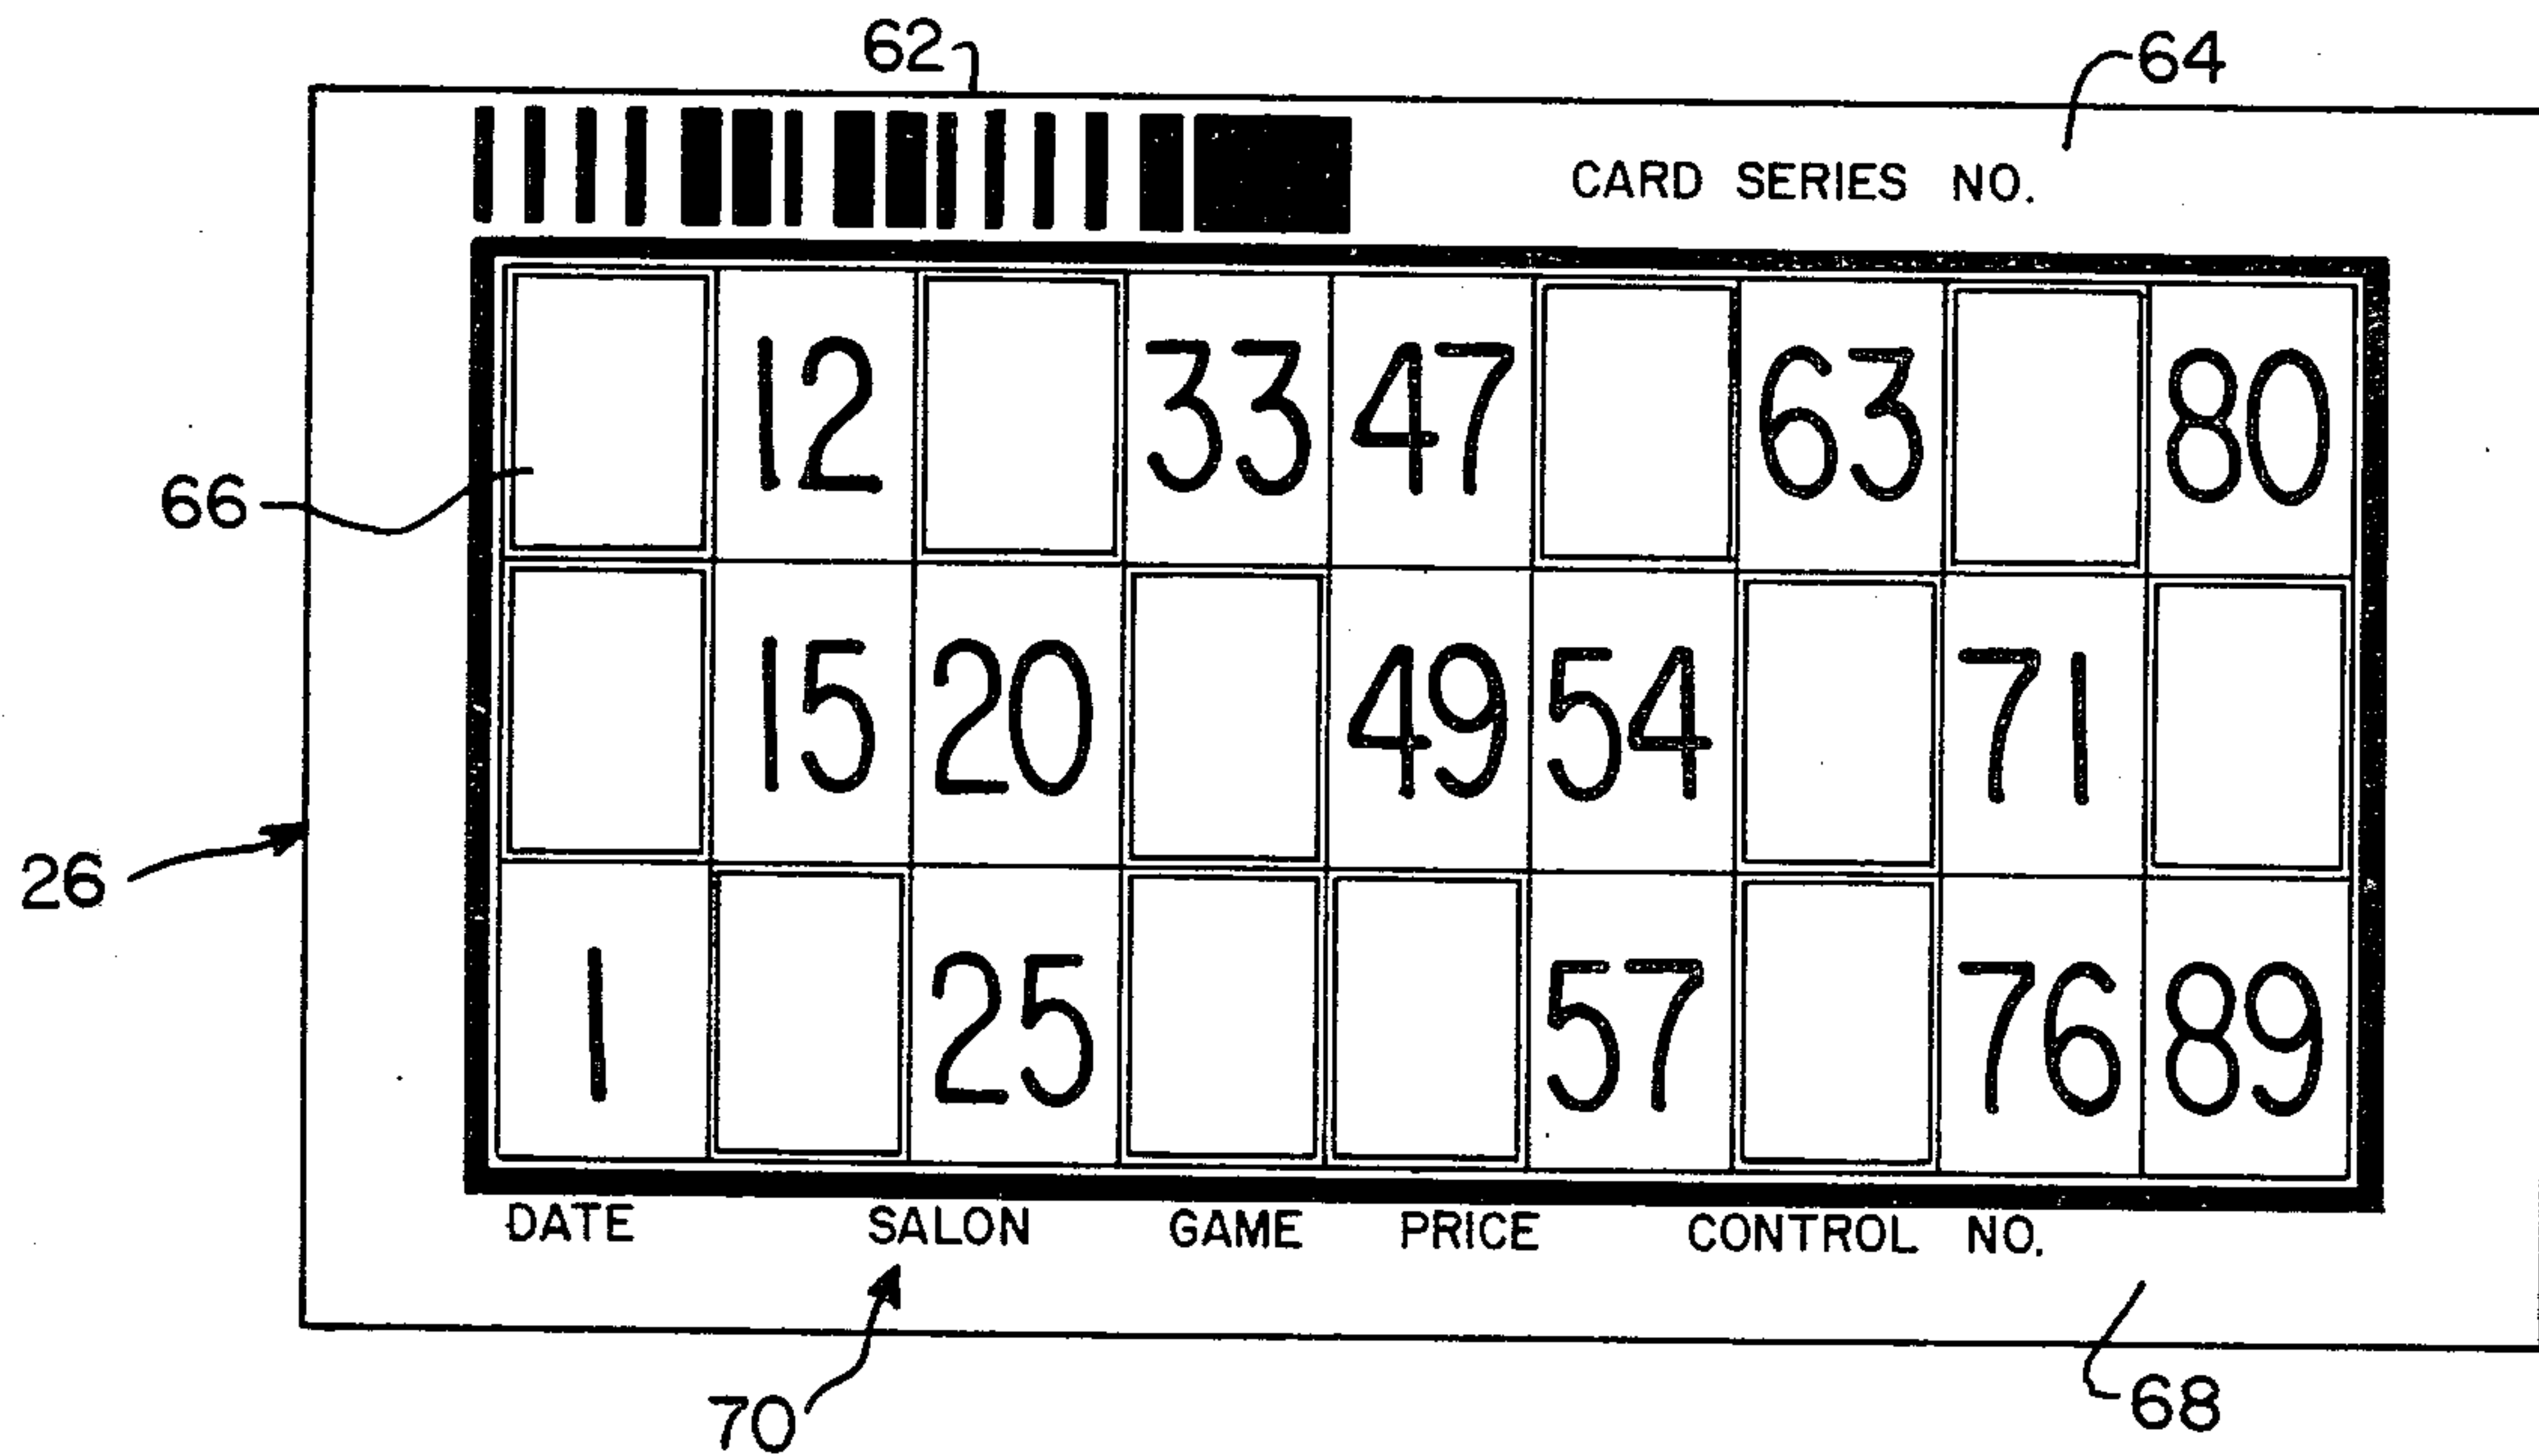 62
64
CARD SERIES NO.
12 33 47 63 80
66
15 20 49 54 71
26
1 25 57 76 89
DATE SALON GAME PRICE CONTROL NO.
70
68